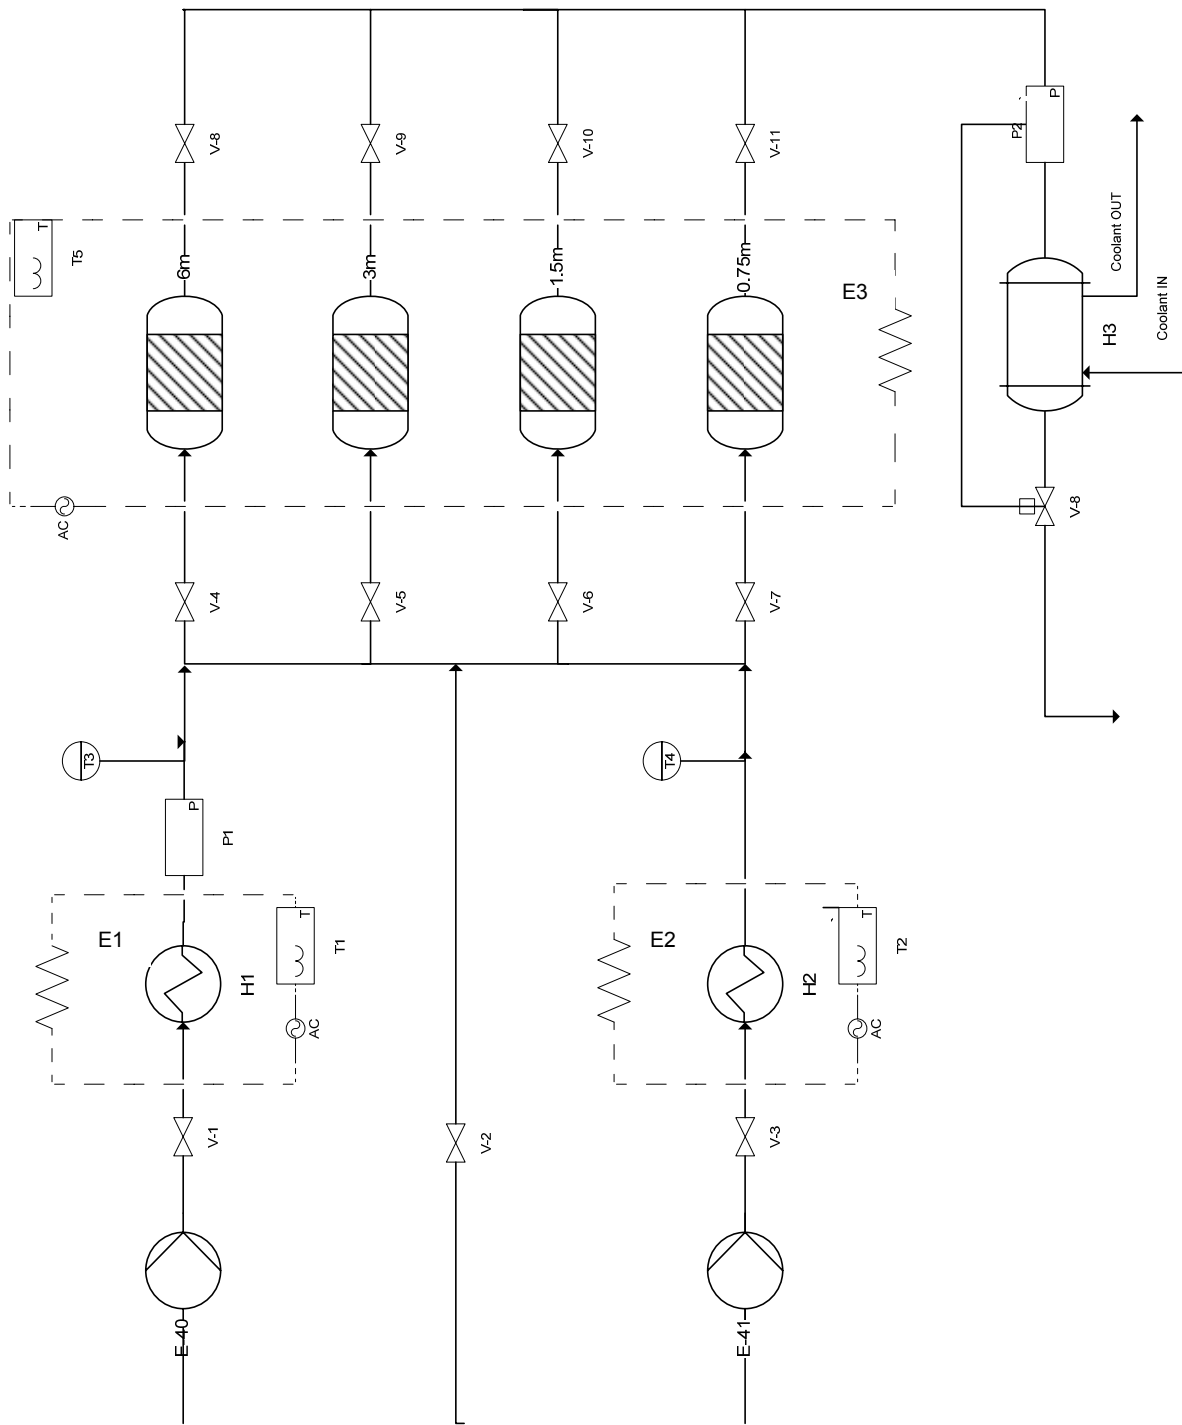 V-8
V-9
V-10
V-11
P
P2
Coolant OUT
Coolant IN
T
T5
6m
3m
1.5m
0.75m
E3
H3
AC
V-8
V-4
V-5
V-6
V-7
T3
T4
P
P1
E1
T
T1
H1
AC
E2
T
T2
H2
AC
V-1
V-2
V-3
E-40
E-41